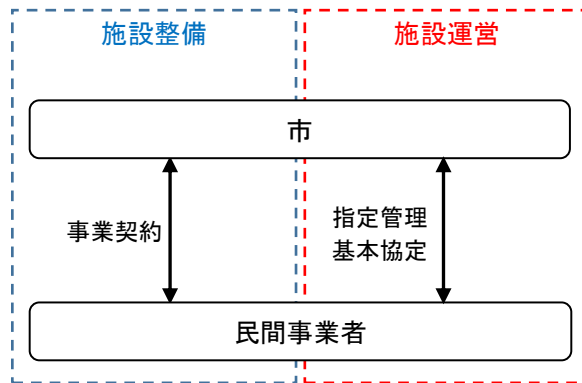 施設整備
施設運営
市
事業契約
指定管理
基本協定
民間事業者